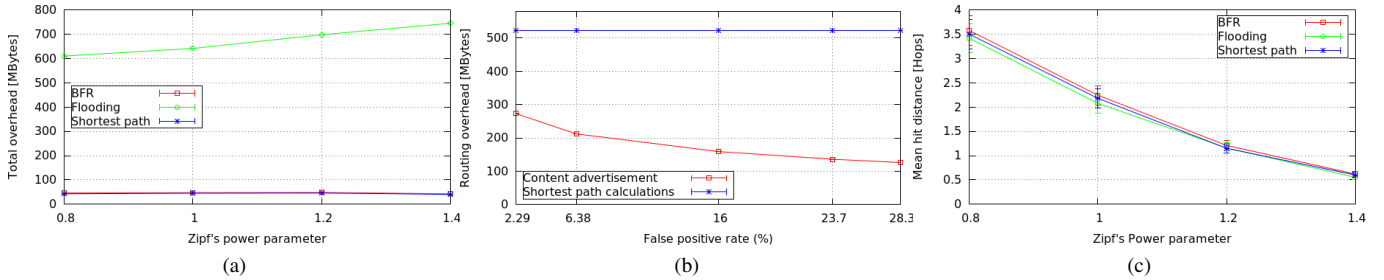 Total overhead [MBytes]
800
700
600
500
400
300
200
100
0
BFR
Flooding
Shortest path
0.8 1 1.2 1.4
Zipf's power parameter
(a)
Routing overhead [MBytes]
500
400
300
200
100
0
Content advertisement
Shortest path calculations
2.29 6.38 16 23.7 28.3
False positive rate (%)
(b)
Mean hit distance [Hops]
4
3.5
3
2.5
2
1.5
1
0.5
0
BFR
Flooding
Shortest path
0.8 1 1.2 1.4
Zipf's Power parameter
(c)